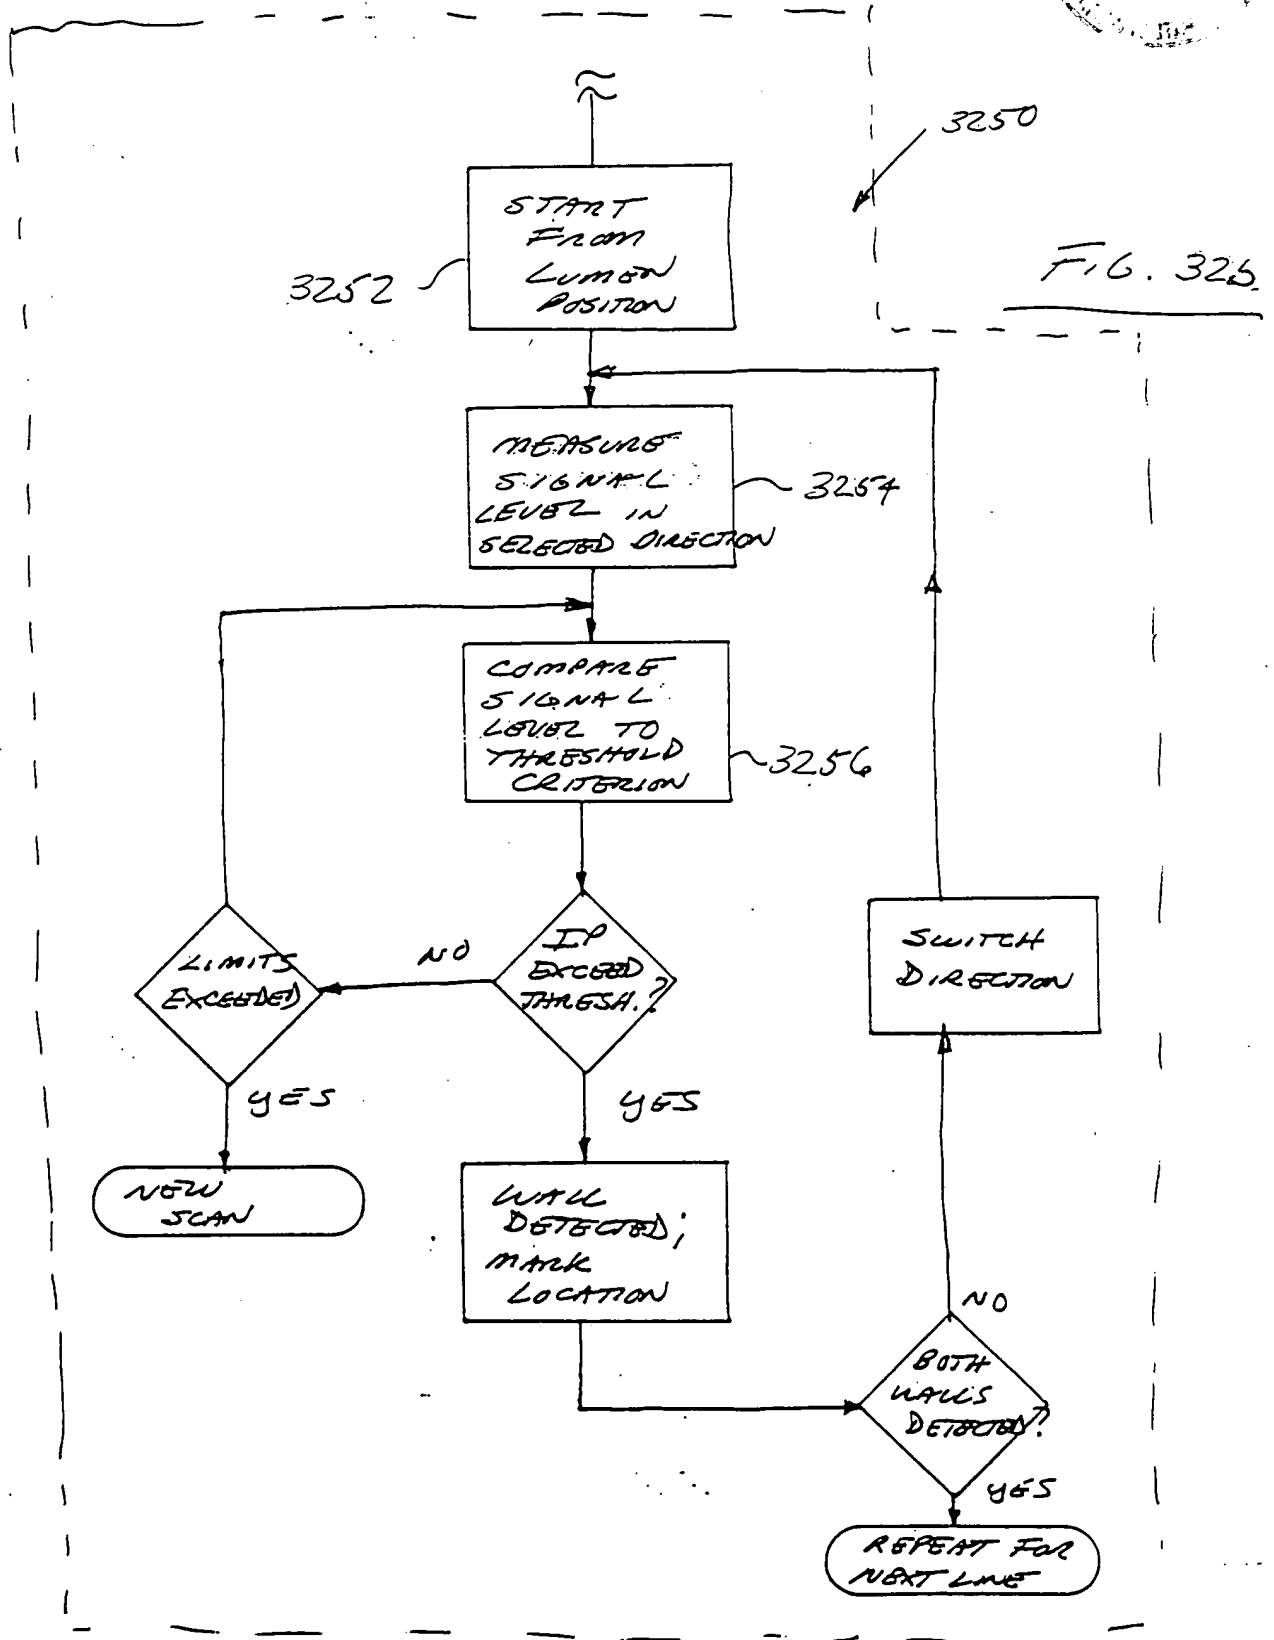 3250
FIG. 32b.
START
FROM
LUMEN
POSITION
3252
MEASURE
SIGNAL
LEVEL IN
SELECTED DIRECTION
3254
COMPARE
SIGNAL
LEVEL TO
THRESHOLD
CRITERION
3256
LIMITS
EXCEEDED
NO
IP
EXCEED
THRESH.?
SWITCH
DIRECTION
YES
YES
NEW
SCAN
WALL
DETECTED;
MARK
LOCATION
NO
BOTH
WALLS
DETECTED?
YES
REPEAT FOR
NEXT LINE